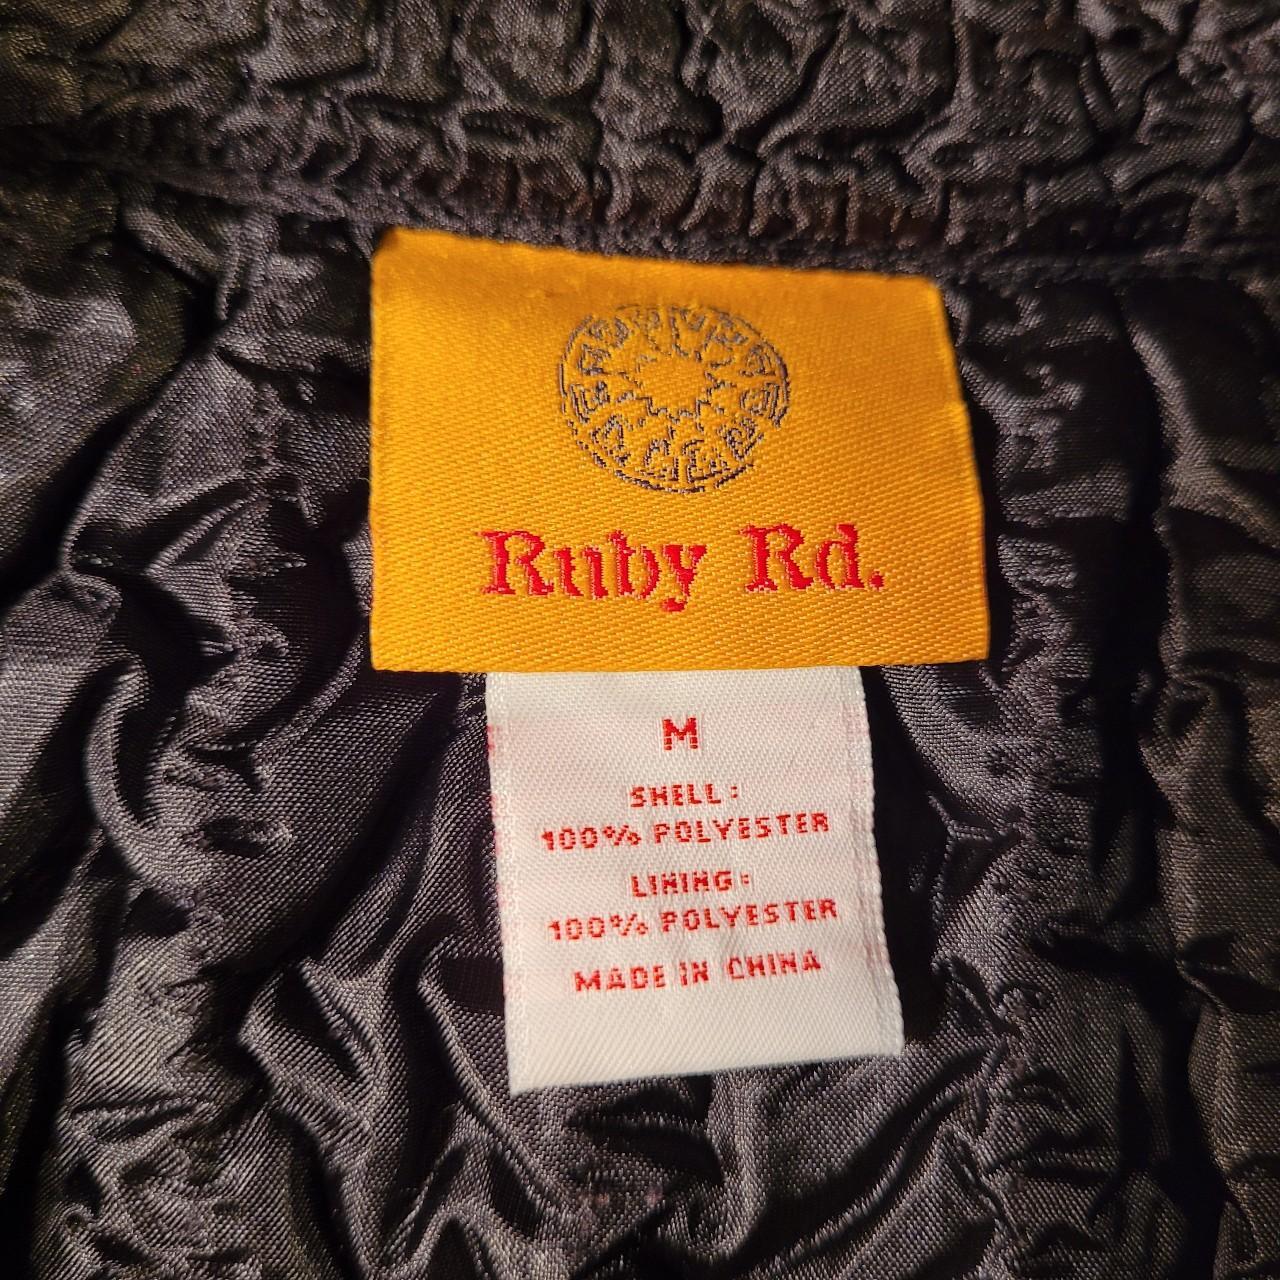 Ruby Rd.
M
SHELL:
100% POLYESTER
LINING:
100% POLYESTER
MADE IN CHINA